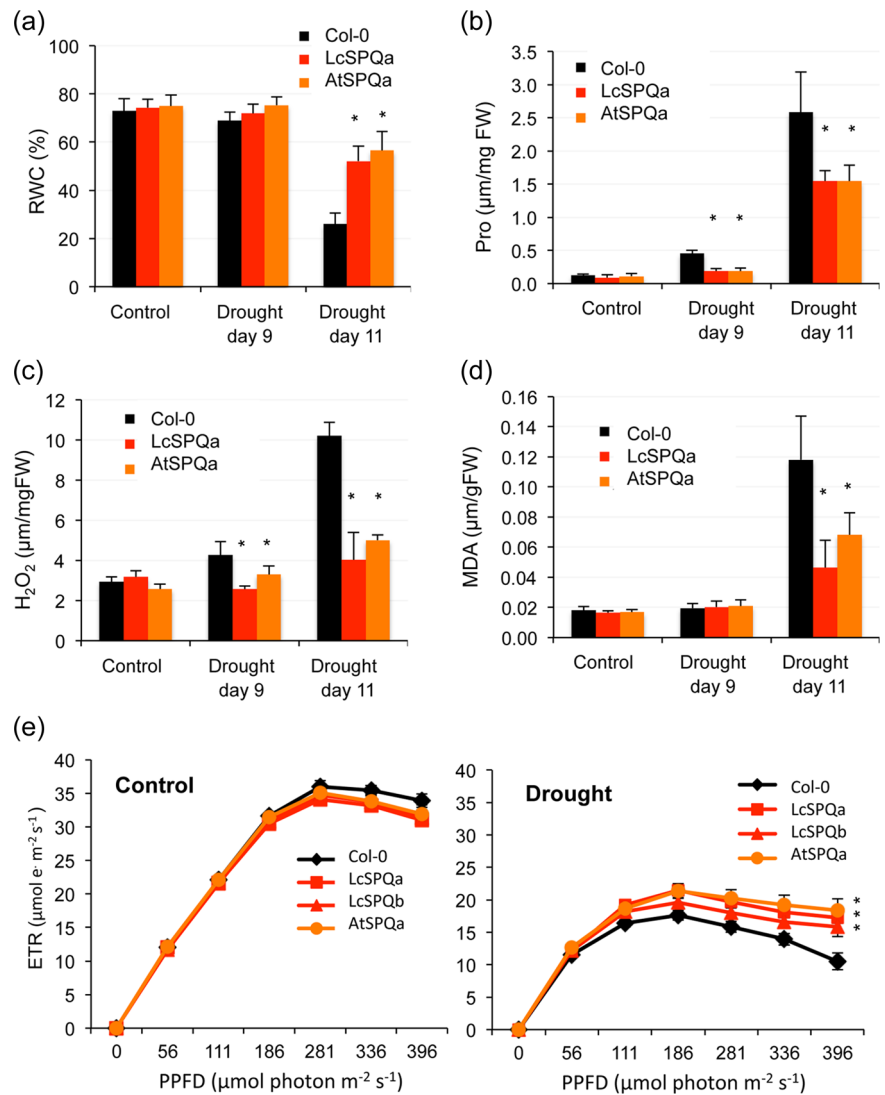 (a)
RWC (%)
100
80
60
40
20
0
Col-0
LcSPQa
AtSPQa
* *
Control
Drought day 9
Drought day 11
(b)
Pro (μm/mg FW)
3.5
3.0
2.5
2.0
1.5
1.0
0.5
0.0
Col-0
LcSPQa
AtSPQa
* *
* *
Control
Drought day 9
Drought day 11
(c)
H₂O₂ (μm/mgFW)
12
10
8
6
4
2
0
Col-0
LcSPQa
AtSPQa
* *
* *
Control
Drought day 9
Drought day 11
(d)
MDA (μm/gFW)
0.16
0.14
0.12
0.10
0.08
0.06
0.04
0.02
0.00
Col-0
LcSPQa
AtSPQa
* *
Control
Drought day 9
Drought day 11
(e)
Control
ETR (μmol e· m⁻² s⁻¹)
40
35
30
25
20
15
10
5
0
Col-0
LcSPQa
LcSPQb
AtSPQa
0 56 111 186 281 336 396
PPFD (μmol photon m⁻² s⁻¹)
Drought
40
35
30
25
20
15
10
5
0
Col-0
LcSPQa
LcSPQb
AtSPQa
* * *
0 56 111 186 281 336 396
PPFD (μmol photon m⁻² s⁻¹)